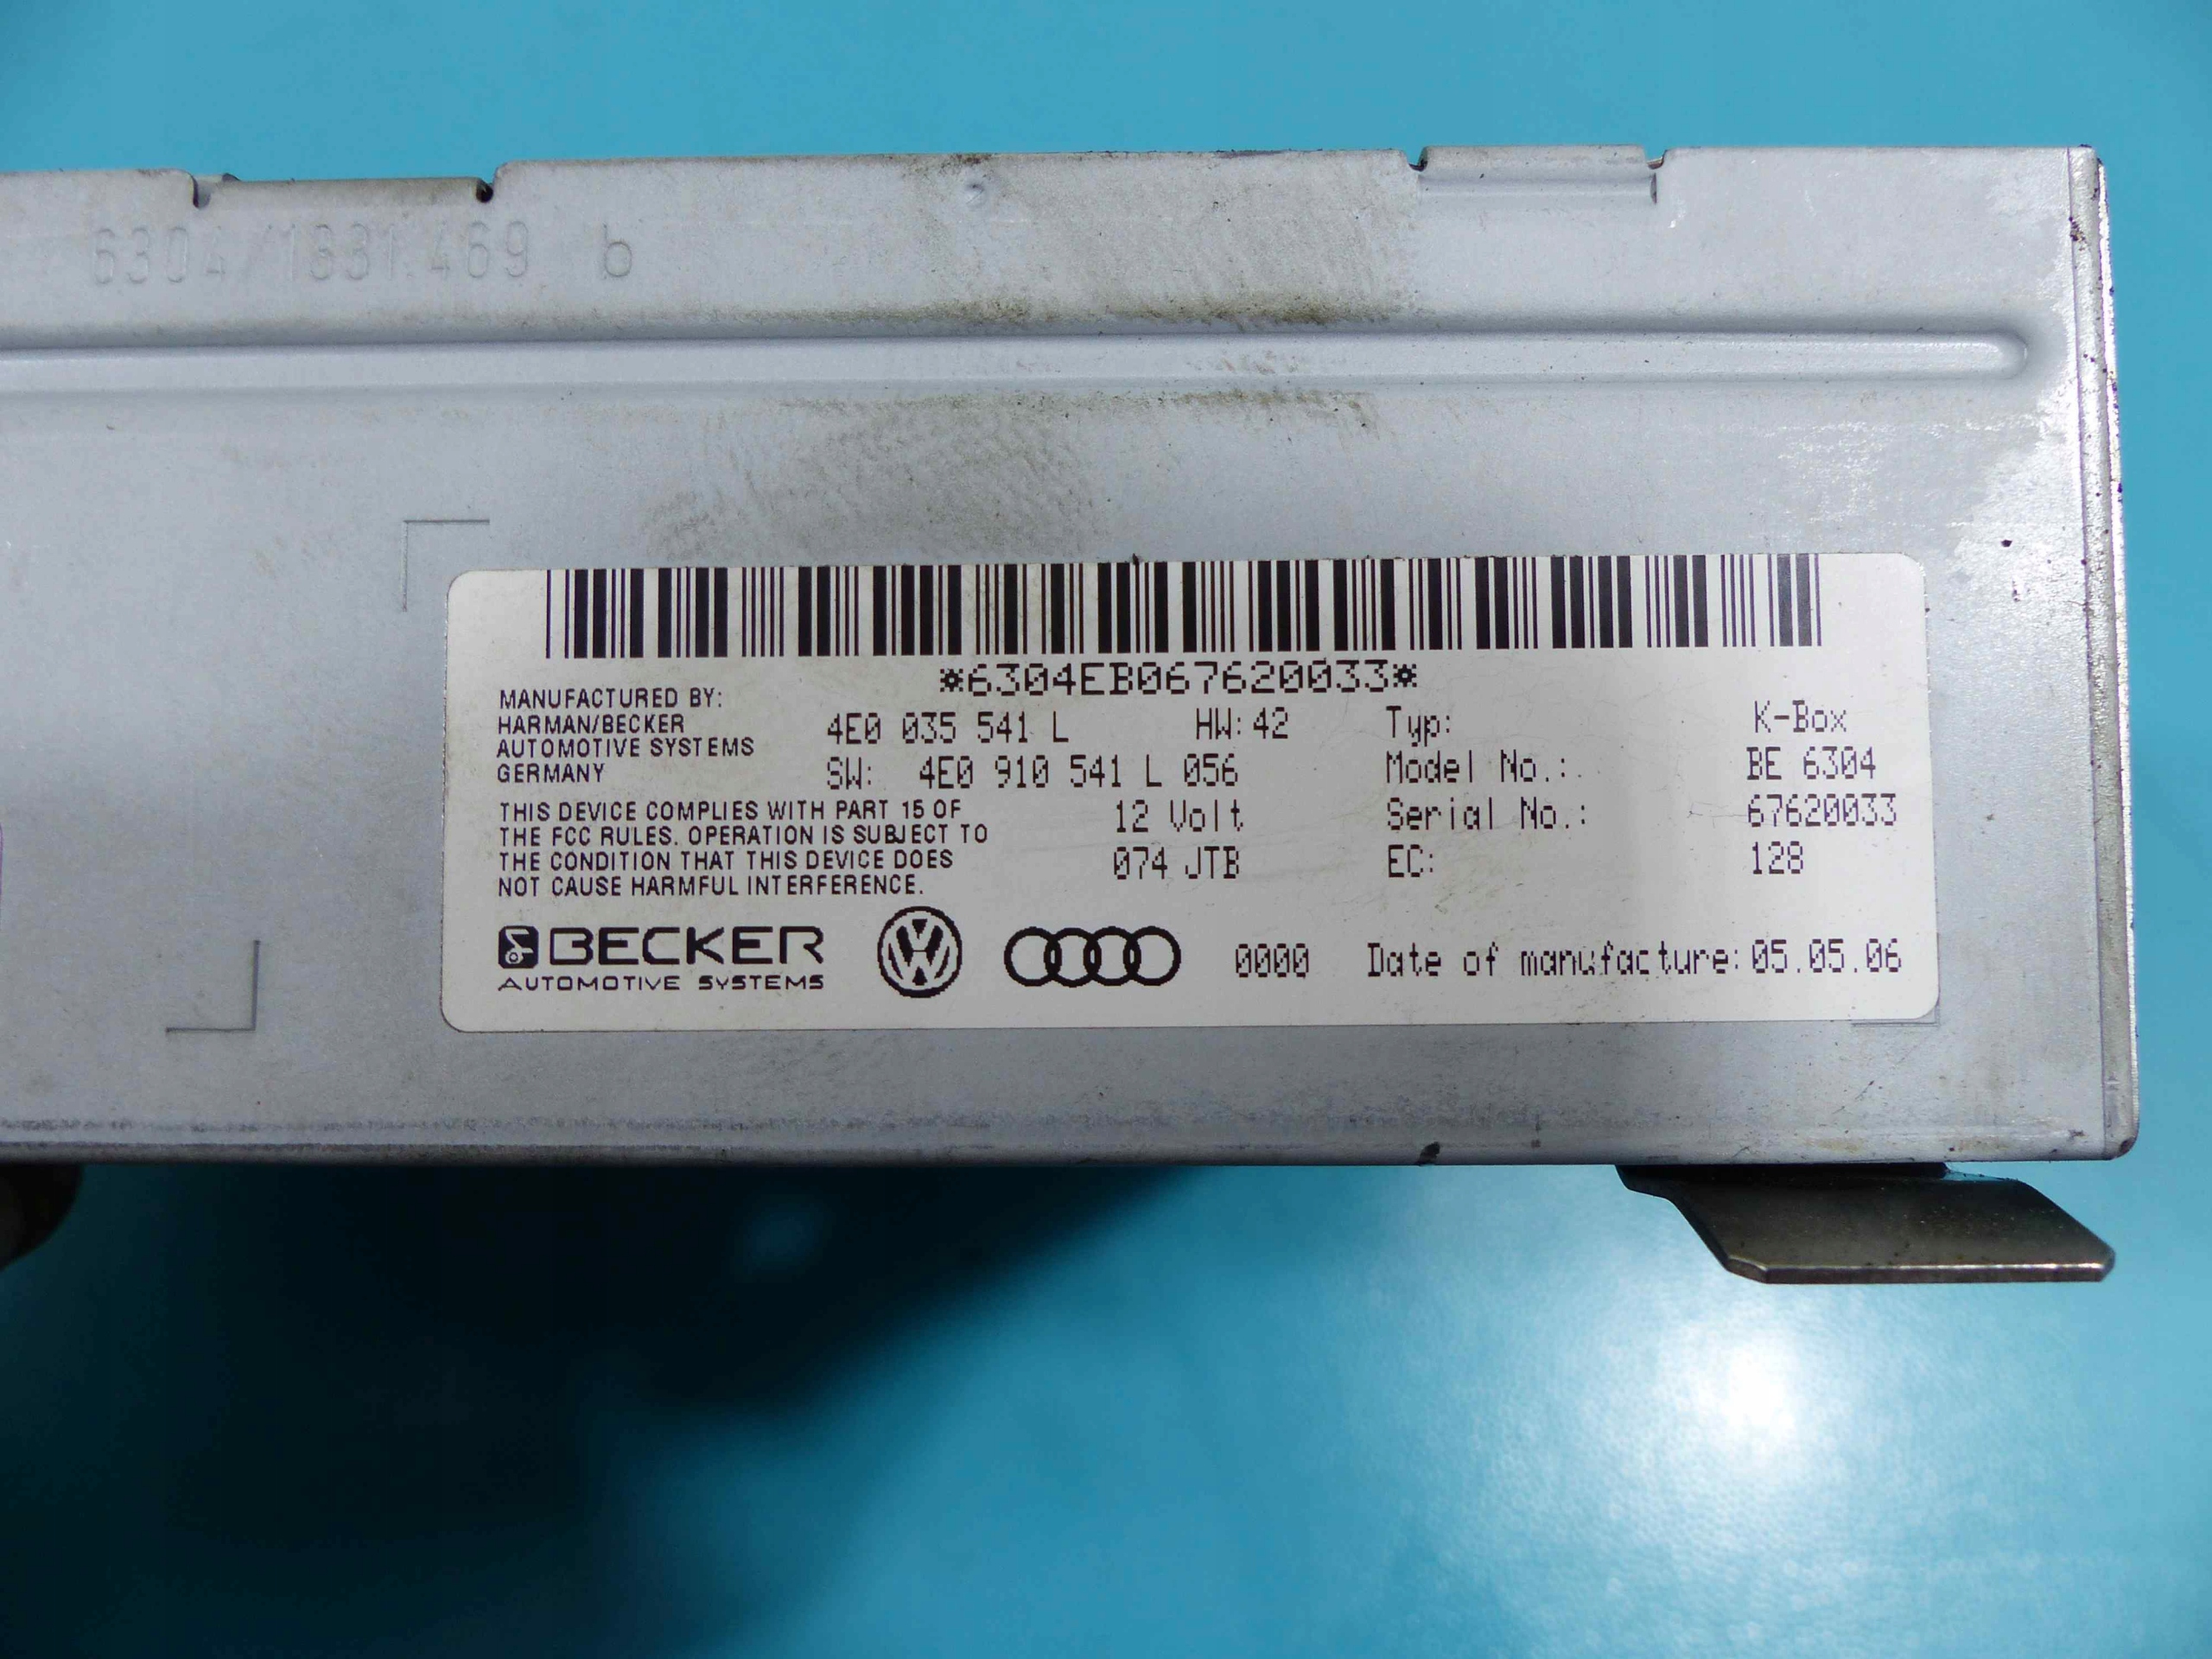 6304/1831.469 b
*6304EB067620033*
MANUFACTURED BY:
HARMAN/BECKER
AUTOMOTIVE SYSTEMS
GERMANY
4E0 035 541 L HW: 42
SW: 4E0 910 541 L 056
12 Volt
074 JTB
Typ: K-Box
Model No.: BE 6304
Serial No.: 67620033
EC: 128
THIS DEVICE COMPLIES WITH PART 15 OF
THE FCC RULES. OPERATION IS SUBJECT TO
THE CONDITION THAT THIS DEVICE DOES
NOT CAUSE HARMFUL INTERFERENCE.
BECKER
AUTOMOTIVE SYSTEMS
0000 Date of manufacture: 05.05.06